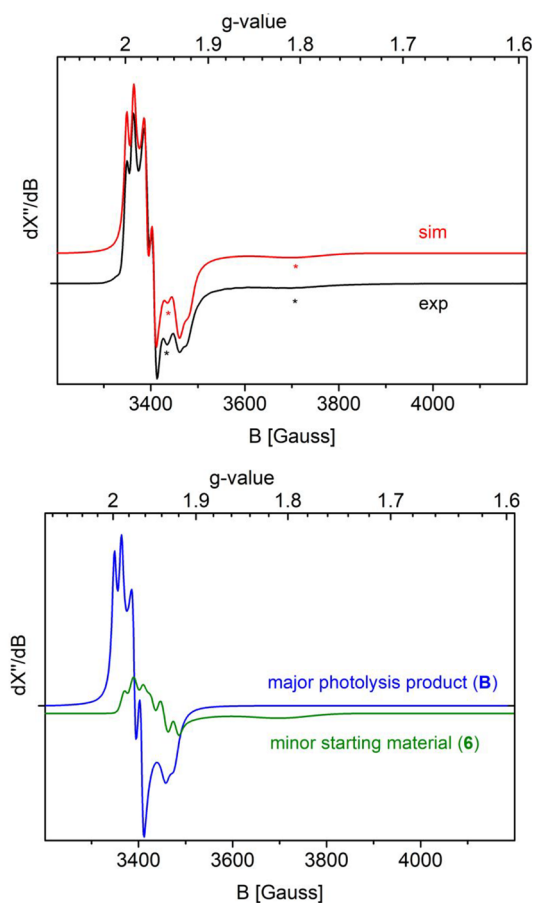 g-value
2 1.9 1.8 1.7 1.6
dX"/dB
sim
*
*
exp
*
*
3400 3600 3800 4000
B [Gauss]
g-value
2 1.9 1.8 1.7 1.6
dX"/dB
major photolysis product (B)
minor starting material (6)
3400 3600 3800 4000
B [Gauss]